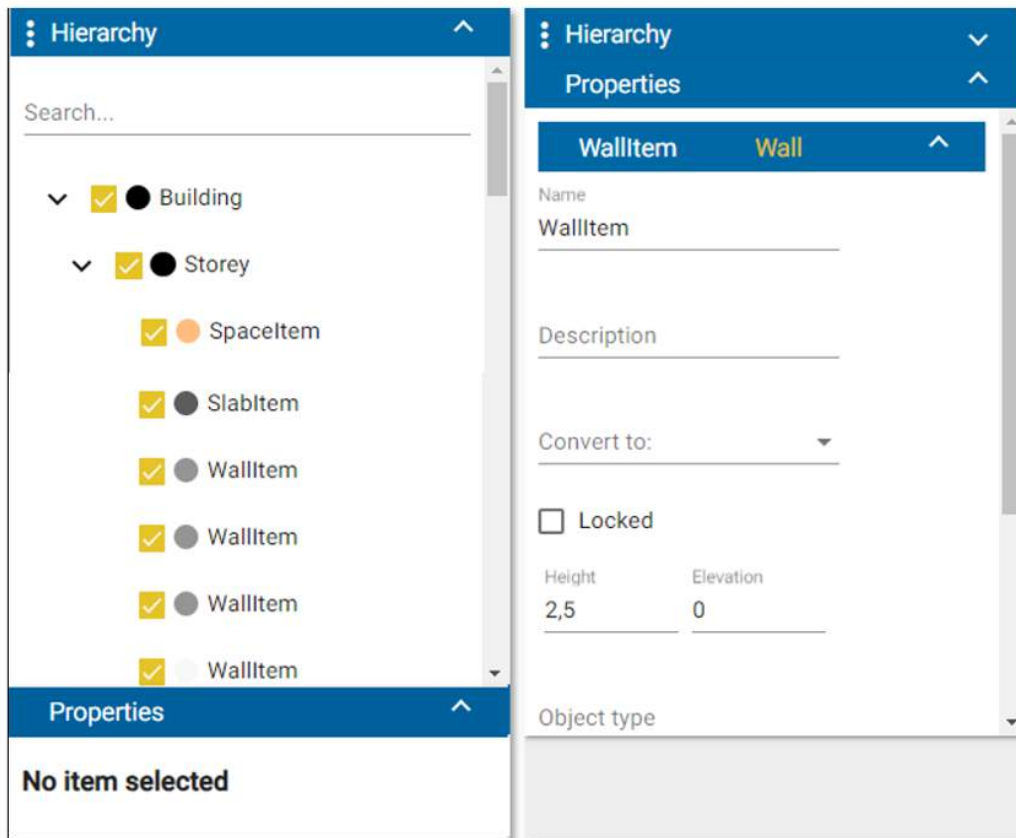 Hierarchy
Search...
Building
Storey
SpaceItem
SlabItem
WallItem
WallItem
WallItem
WallItem
Properties
No item selected
Hierarchy
Properties
WallItem Wall
Name
WallItem
Description
Convert to:
Locked
Height Elevation
2,5 0
Object type